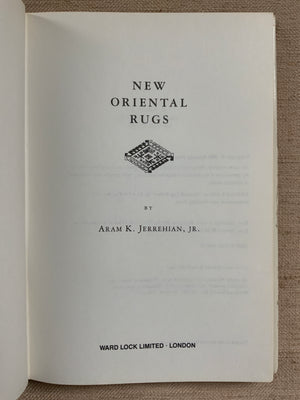 NEW
ORIENTAL
RUGS
BY
ARAM K. JERREHIAN, JR.
WARD LOCK LIMITED · LONDON